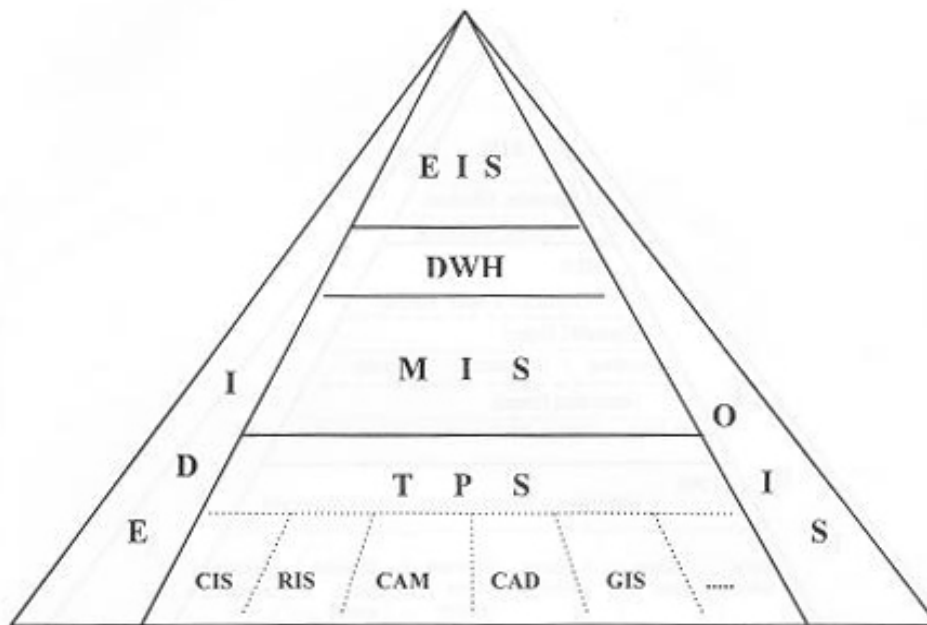 E I S
DWH
M I S
T P S
CIS RIS CAM CAD GIS .....
E D I
O I S